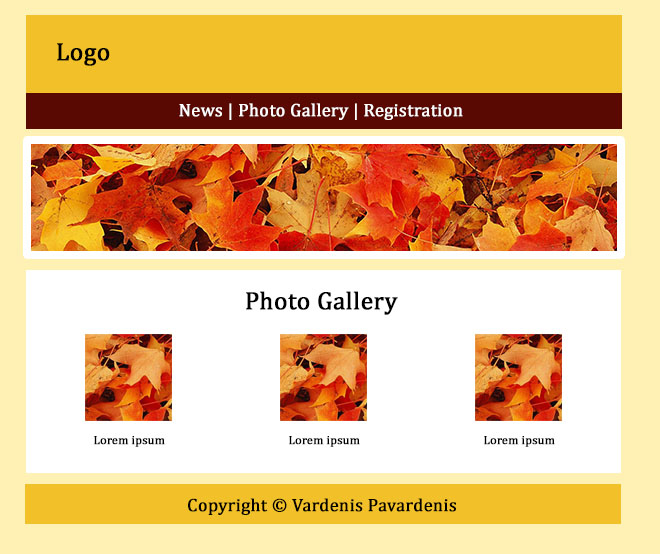 Logo
News | Photo Gallery | Registration
Photo Gallery
Lorem ipsum
Lorem ipsum
Lorem ipsum
Copyright © Vardenis Pavardenis